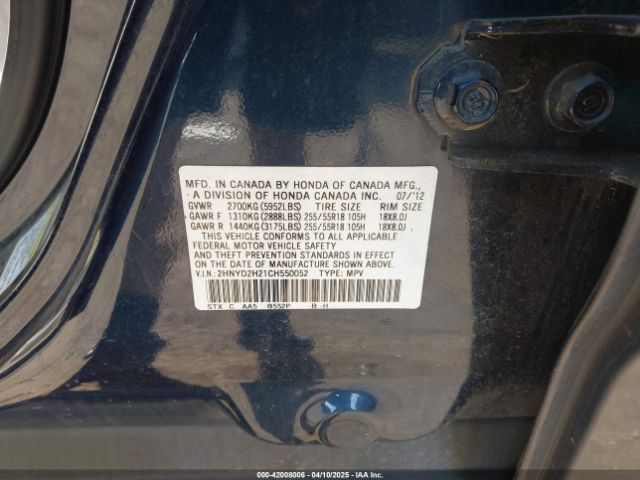 MFD. IN CANADA BY HONDA OF CANADA MFG.,
A DIVISION OF HONDA CANADA INC. 07/'12
GVWR 2700KG(5952LBS) TIRE SIZE RIM SIZE
GAWR F 1310KG(2888LBS) 255/55R18 105H 18X8.0J
GAWR R 1440KG(3175LBS) 255/55R18 105H 18X8.0J
THIS VEHICLE CONFORMS TO ALL APPLICABLE
FEDERAL MOTOR VEHICLE SAFETY
AND THEFT PREVENTION STANDARDS IN EFFECT
ON THE DATE OF MANUFACTURE SHOWN ABOVE.
V.I.N.: 2HNYD2H21CH550052 TYPE: MPV
STX C AA5 B552P B -H
000-42008006 - 04/10/2025 - IAA Inc.